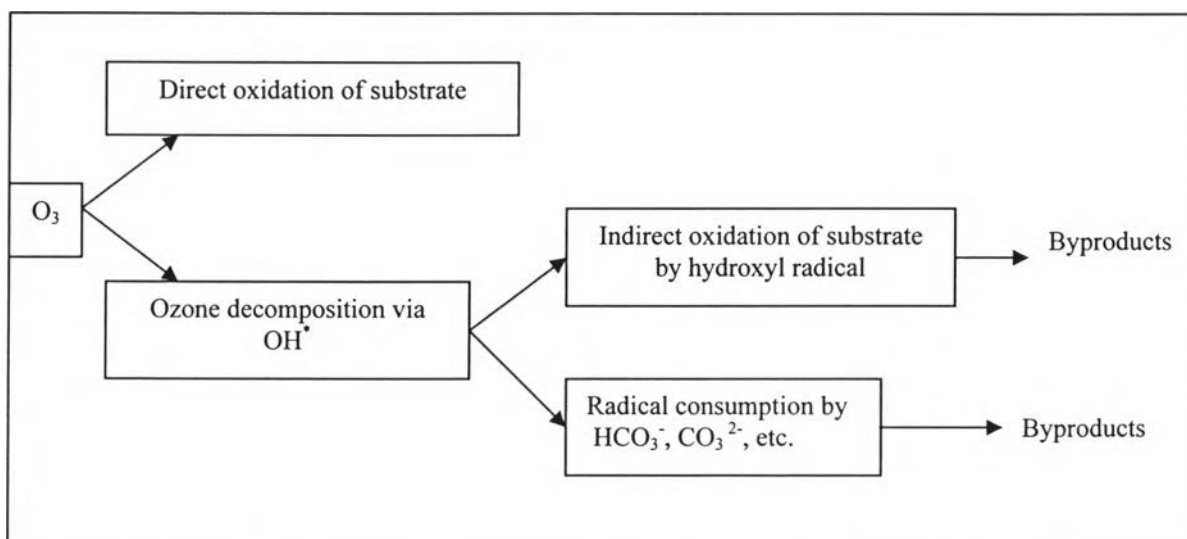 Direct oxidation of substrate
O₃
Ozone decomposition via
OH*
Indirect oxidation of substrate
by hydroxyl radical
Byproducts
Radical consumption by
HCO₃⁻, CO₃ ²⁻, etc.
Byproducts